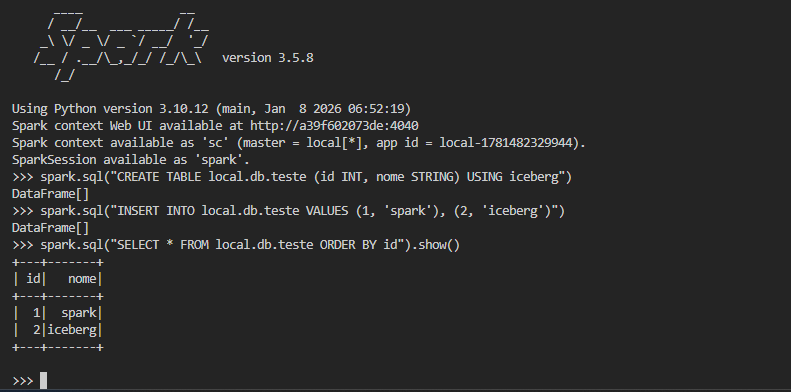 ____              __
     / __/__  ___ _____/ /__
    _\ \/ _ \/ _ `/ __/  '_/
   /__ / .__/\_,_/_/ /_/\_\   version 3.5.8
      /_/
Using Python version 3.10.12 (main, Jan  8 2026 06:52:19)
Spark context Web UI available at http://a39f602073de:4040
Spark context available as 'sc' (master = local[*], app id = local-1781482329944).
SparkSession available as 'spark'.
>>> spark.sql("CREATE TABLE local.db.teste (id INT, nome STRING) USING iceberg")
DataFrame[]
>>> spark.sql("INSERT INTO local.db.teste VALUES (1, 'spark'), (2, 'iceberg')")
DataFrame[]
>>> spark.sql("SELECT * FROM local.db.teste ORDER BY id").show()
+---+-------+
| id|   nome|
+---+-------+
|  1|  spark|
|  2|iceberg|
+---+-------+
>>>